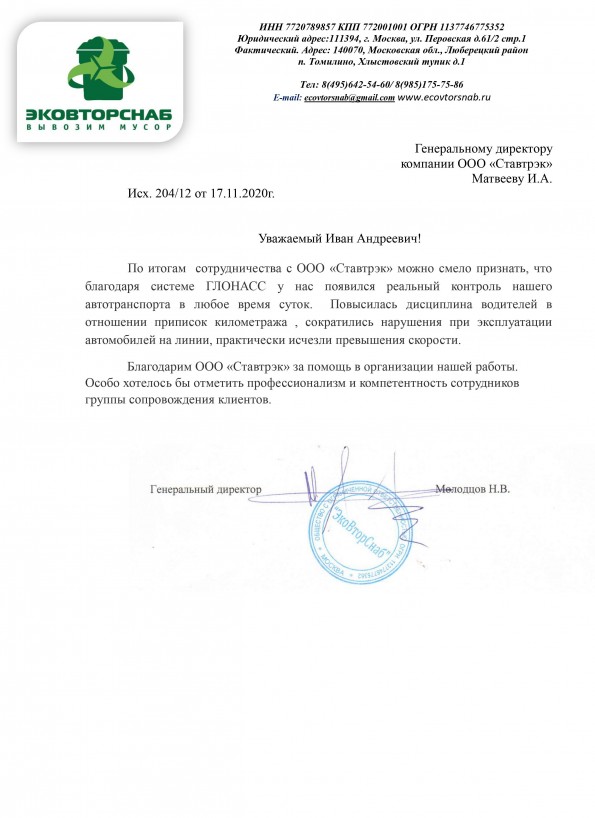 ЭКОВТОРСНАБ
ВЫВОЗИМ МУСОР
ИНН 7720789857 КПП 772001001 ОГРН 1137746775352
Юридический адрес:111394, г. Москва, ул. Перовская д.61/2 стр.1
Фактический. Адрес: 140070, Московская обл., Люберецкий район
п. Томилино, Хлыстовский тупик д.1
Тел: 8(495)642-54-60/ 8(985)175-75-86
E-mail: ecovtorsnab@gmail.com www.ecovtorsnab.ru
Генеральному директору
компании ООО «Ставтрэк»
Матвееву И.А.
Исх. 204/12 от 17.11.2020г.
Уважаемый Иван Андреевич!
По итогам сотрудничества с ООО «Ставтрэк» можно смело признать, что
благодаря системе ГЛОНАСС у нас появился реальный контроль нашего
автотранспорта в любое время суток. Повысилась дисциплина водителей в
отношении приписок километража , сократились нарушения при эксплуатации
автомобилей на линии, практически исчезли превышения скорости.
Благодарим ООО «Ставтрэк» за помощь в организации нашей работы.
Особо хотелось бы отметить профессионализм и компетентность сотрудников
группы сопровождения клиентов.
Генеральный директор Молодцов Н.В.
"ЭкоВторСнаб"
МОСКВА